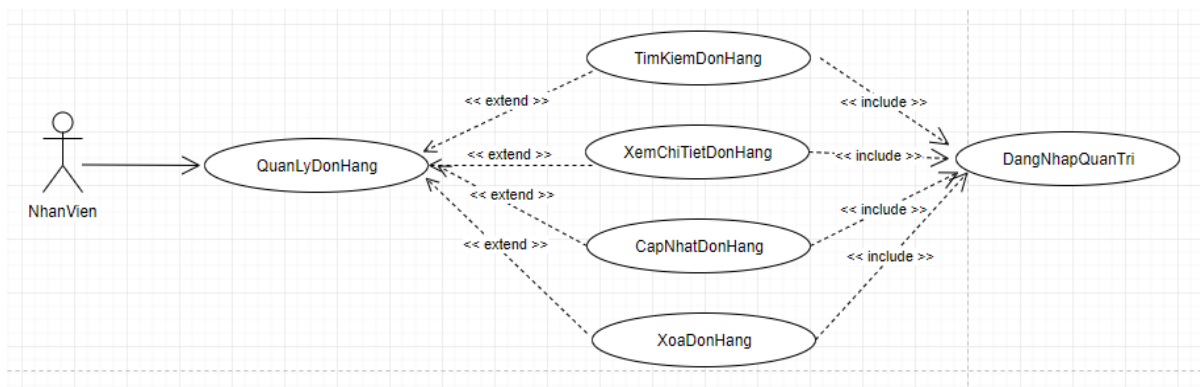 TimKiemDonHang
<< extend >>
<< include >>
NhanVien
QuanLyDonHang
<< extend >>
XemChiTietDonHang
<< include >>
DangNhapQuanTri
<< extend >>
CapNhatDonHang
<< include >>
<< extend >>
XoaDonHang
<< include >>